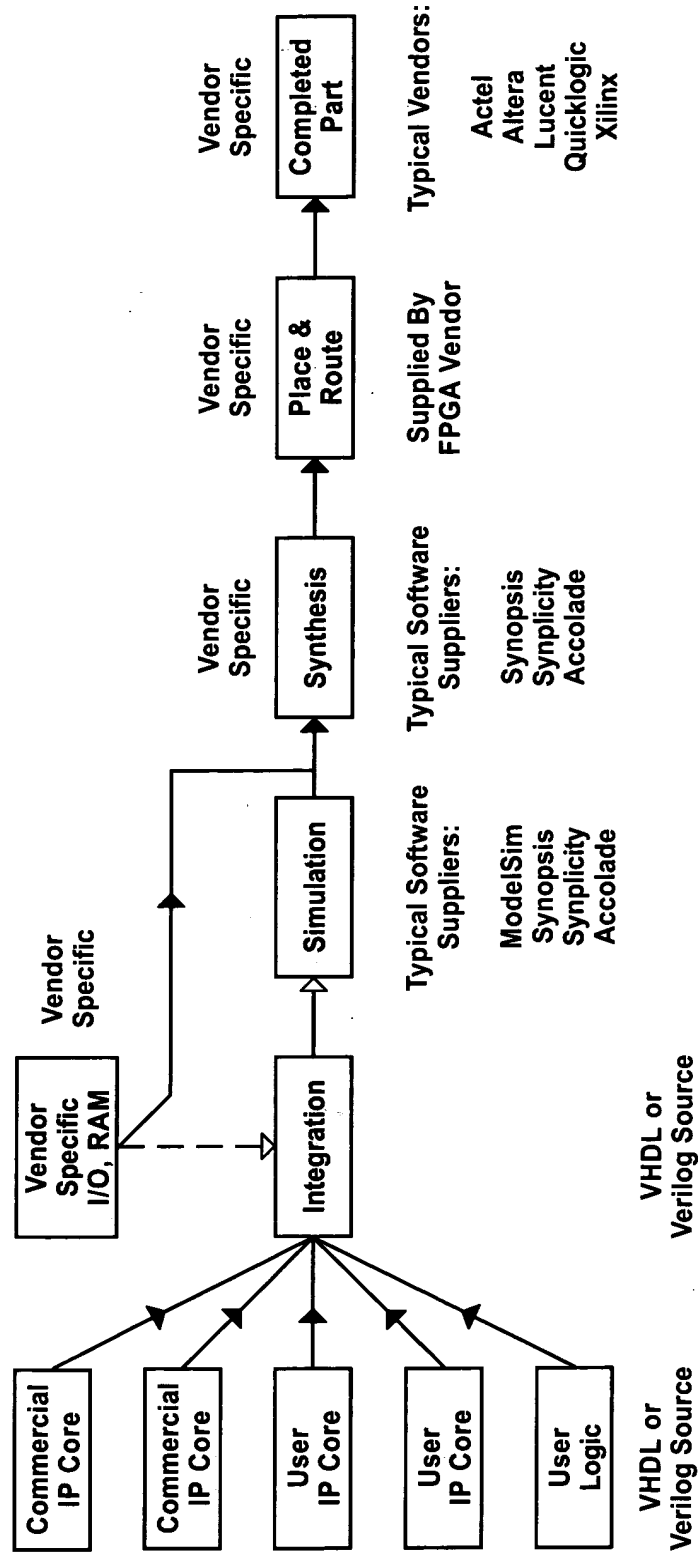 Commercial
IP Core
Commercial
IP Core
User
IP Core
User
IP Core
User
Logic
VHDL or
Verilog Source
Vendor
Specific
I/O, RAM
Vendor
Specific
Integration
VHDL or
Verilog Source
Simulation
Typical Software
Suppliers:
ModelSim
Synopsis
Synplicity
Accolade
Vendor
Specific
Synthesis
Typical Software
Suppliers:
Synopsis
Synplicity
Accolade
Vendor
Specific
Place &
Route
Supplied By
FPGA Vendor
Vendor
Specific
Completed
Part
Typical Vendors:
Actel
Altera
Lucent
Quicklogic
Xilinx